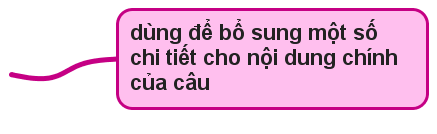 dùng để bổ sung một số
chi tiết cho nội dung chính
của câu